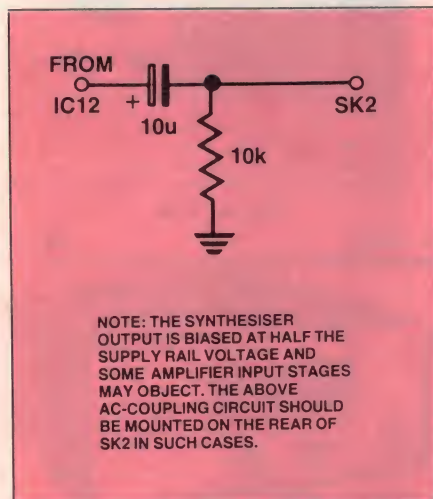 FROM
IC12
+
10u
SK2
10k
NOTE: THE SYNTHESISER
OUTPUT IS BIASED AT HALF THE
SUPPLY RAIL VOLTAGE AND
SOME AMPLIFIER INPUT STAGES
MAY OBJECT. THE ABOVE
AC-COUPLING CIRCUIT SHOULD
BE MOUNTED ON THE REAR OF
SK2 IN SUCH CASES.